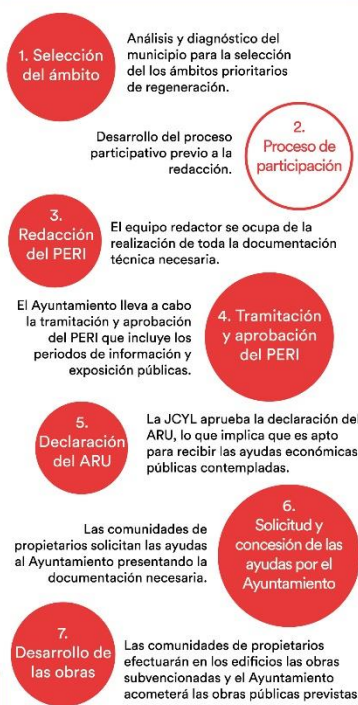 1. Selección
del ámbito
Análisis y diagnóstico del
municipio para la selección
del los ámbitos prioritarios
de regeneración.
2.
Proceso de
participación
Desarrollo del proceso
participativo previo a la
redacción.
3.
Redacción
del PERI
El equipo redactor se ocupa de la
realización de toda la documentación
técnica necesaria.
4. Tramitación
y aprobación
del PERI
El Ayuntamiento lleva a cabo
la tramitación y aprobación
del PERI que incluye los
periodos de información y
exposición públicas.
5.
Declaración
del ARU
La JCYL aprueba la declaración del
ARU, lo que implica que es apto
para recibir las ayudas económicas
públicas contempladas.
6.
Solicitud y
concesión de las
ayudas por el
Ayuntamiento
Las comunidades de
propietarios solicitan las ayudas
al Ayuntamiento presentando la
documentación necesaria.
7.
Desarrollo de
las obras
Las comunidades de propietarios
efectuarán en los edificios las obras
subvencionadas y el Ayuntamiento
acometerá las obras públicas previstas